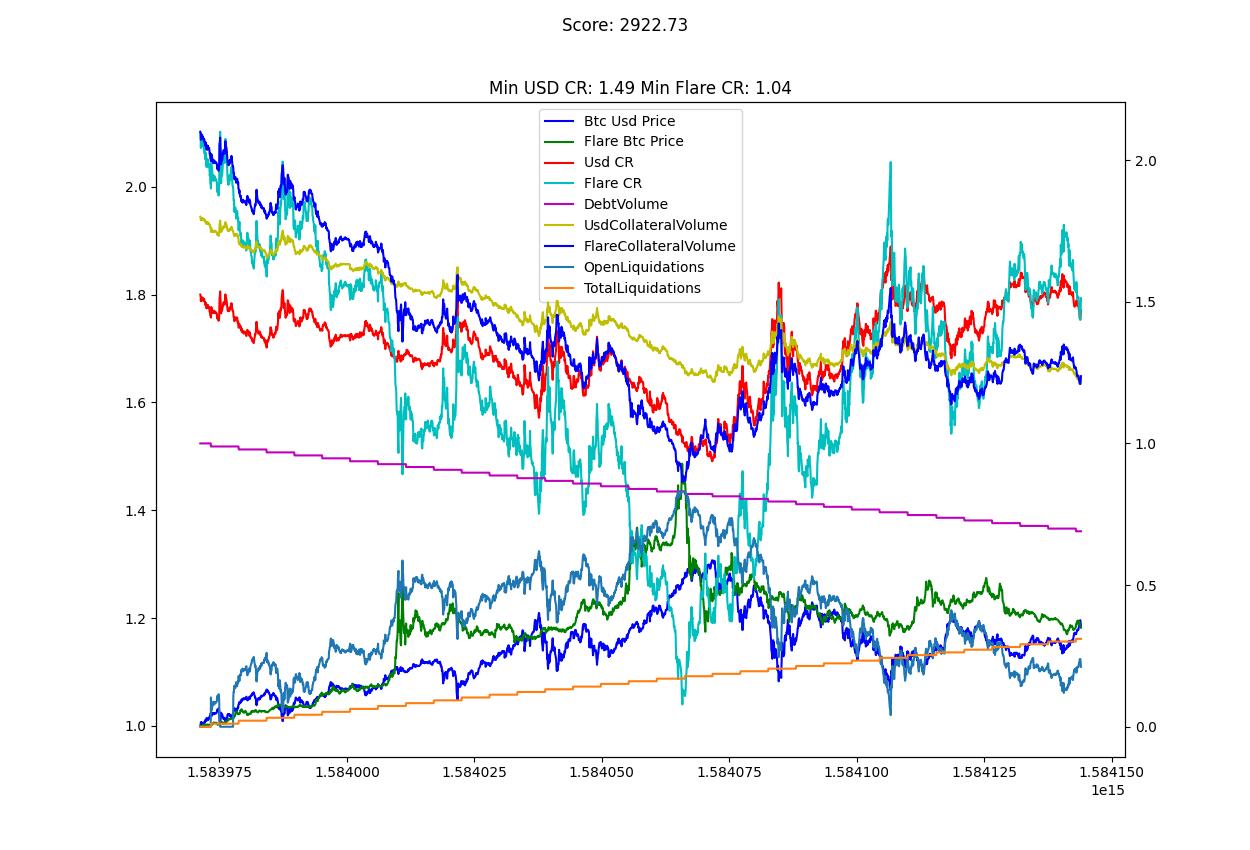 Score: 2922.73
Min USD CR: 1.49 Min Flare CR: 1.04
Btc Usd Price
Flare Btc Price
Usd CR
Flare CR
DebtVolume
UsdCollateralVolume
FlareCollateralVolume
OpenLiquidations
TotalLiquidations
2.0
1.8
1.6
1.4
1.2
1.0
2.0
1.5
1.0
0.5
0.0
1.583975 1.584000 1.584025 1.584050 1.584075 1.584100 1.584125 1.584150
1e15